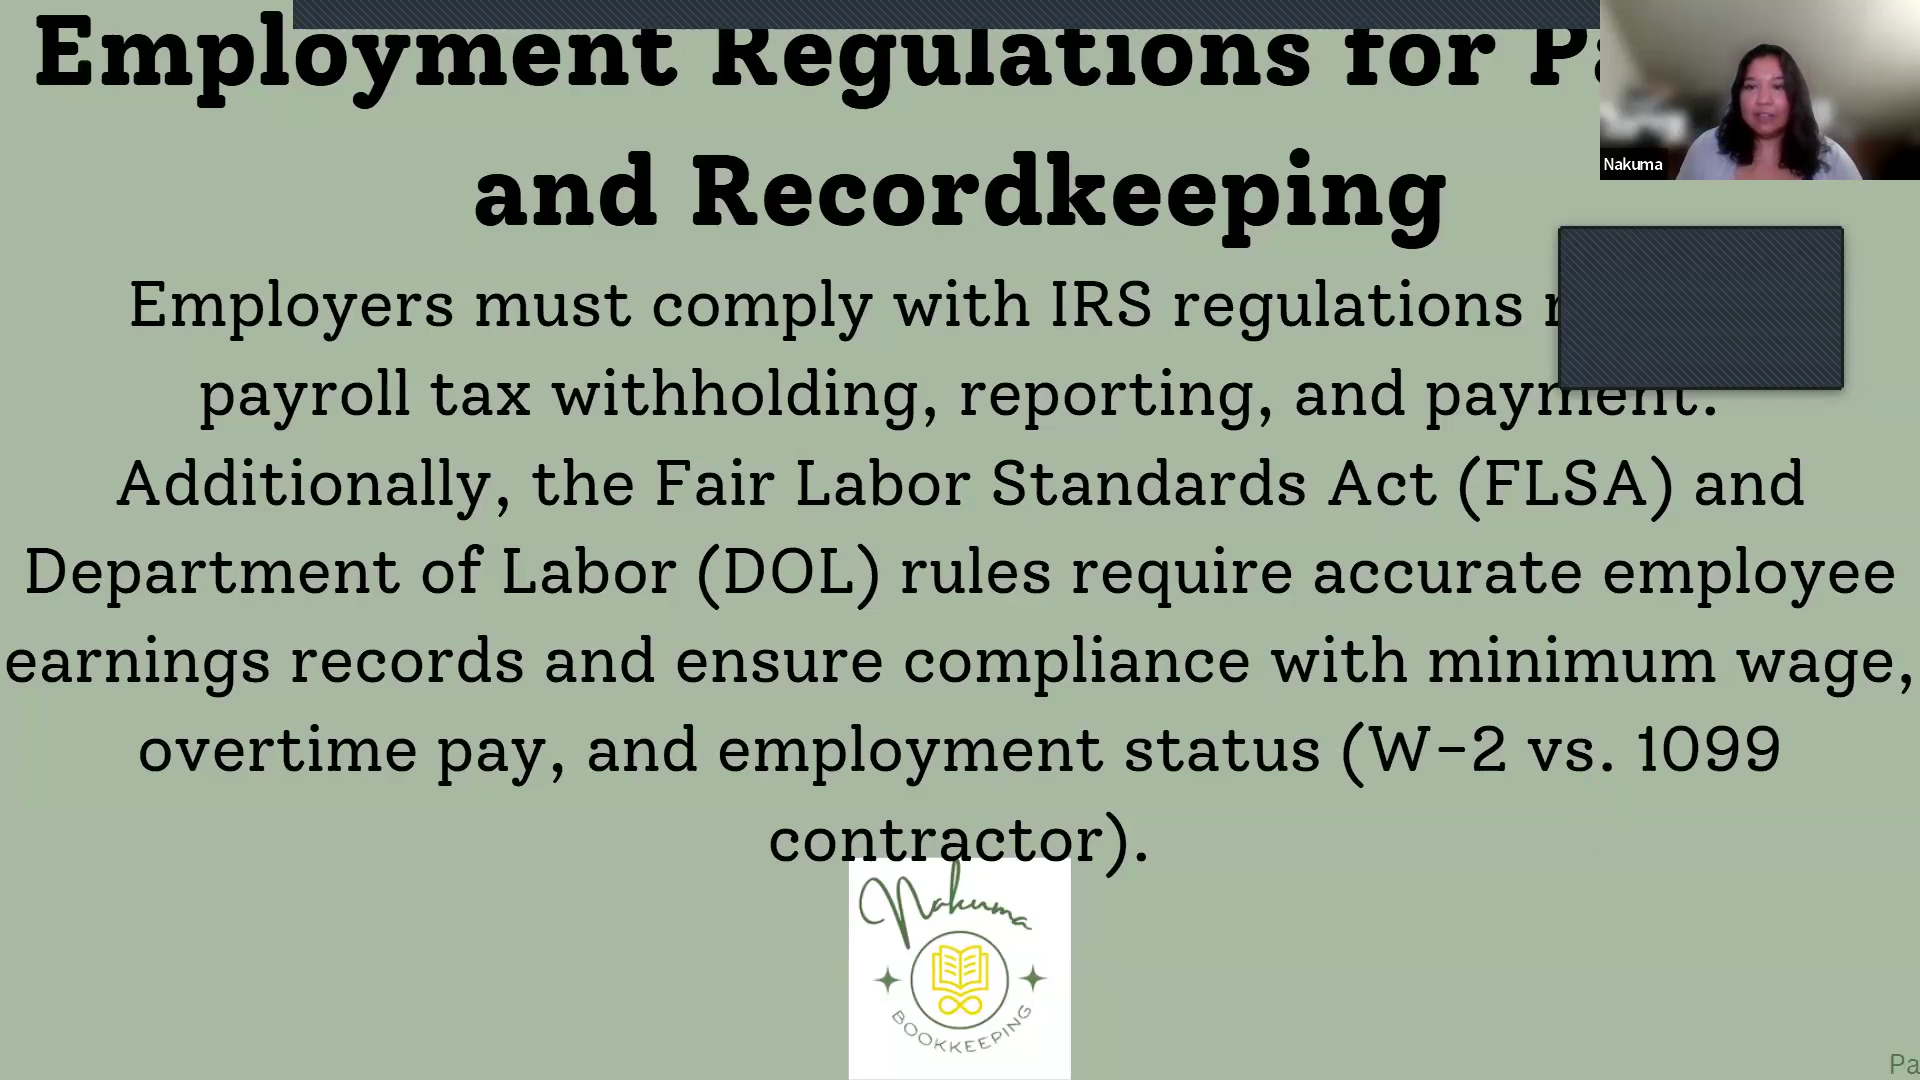 Employment Regulations for
and Recordkeeping
Nakuma
Employers must comply with IRS regulations
payroll tax withholding, reporting, and payment.
Additionally, the Fair Labor Standards Act (FLSA) and
Department of Labor (DOL) rules require accurate employee
earnings records and ensure compliance with minimum wage,
overtime pay, and employment status (W-2 vs. 1099
contractor).
Nakuma
BOOKKEEPING